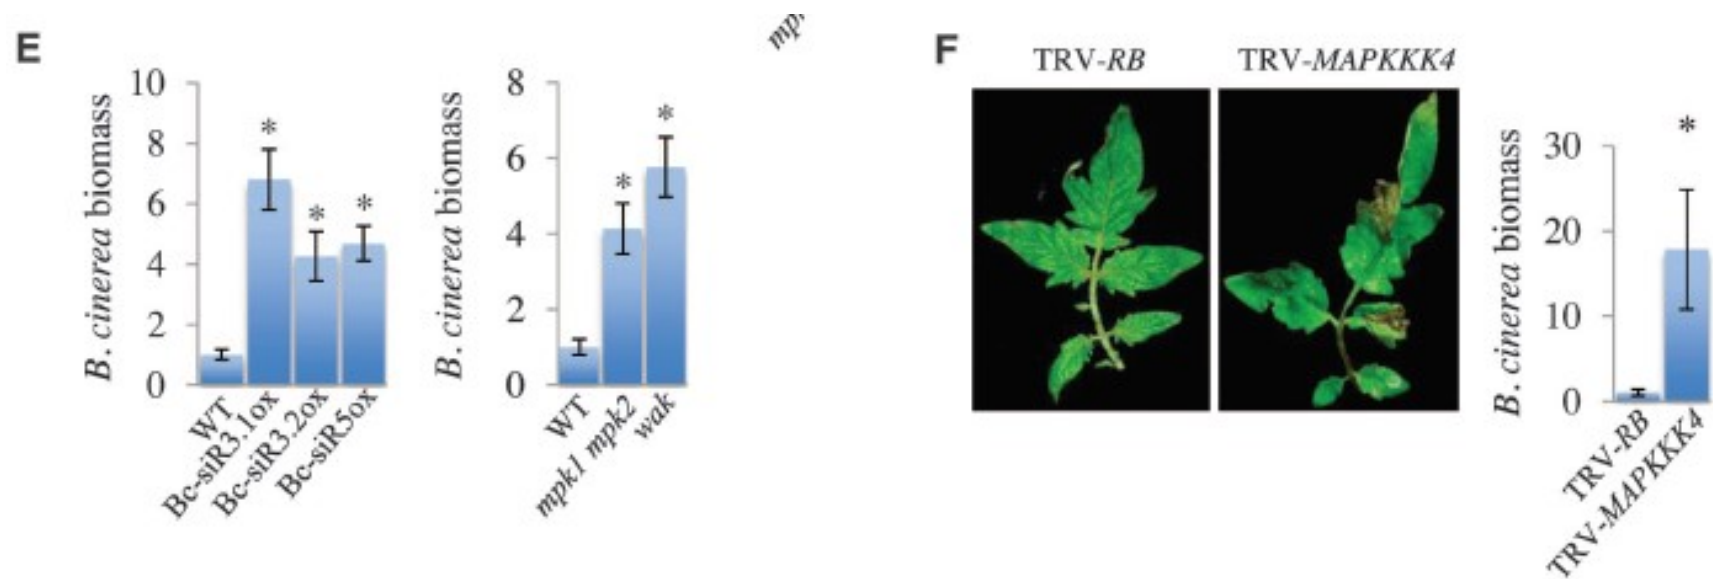 E
mpk
B. cinerea biomass
10
8
6
4
2
0
*
*
*
WT
Bc-siR3.1ox
Bc-siR3.2ox
Bc-siR5ox
B. cinerea biomass
8
6
4
2
0
*
*
WT
mpk1 mpk2
wak
F
TRV-RB
TRV-MAPKKK4
B. cinerea biomass
30
20
10
0
*
TRV-RB
TRV-MAPKKK4